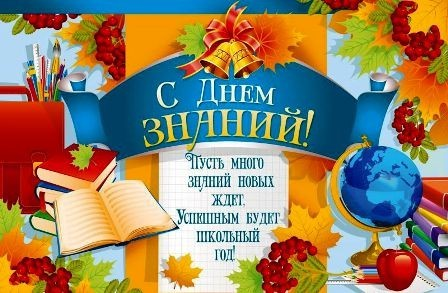 С Днем
ЗНАНИЙ!
Пусть много
знаний новых
ждет.
Успешным будет
школьный
год!